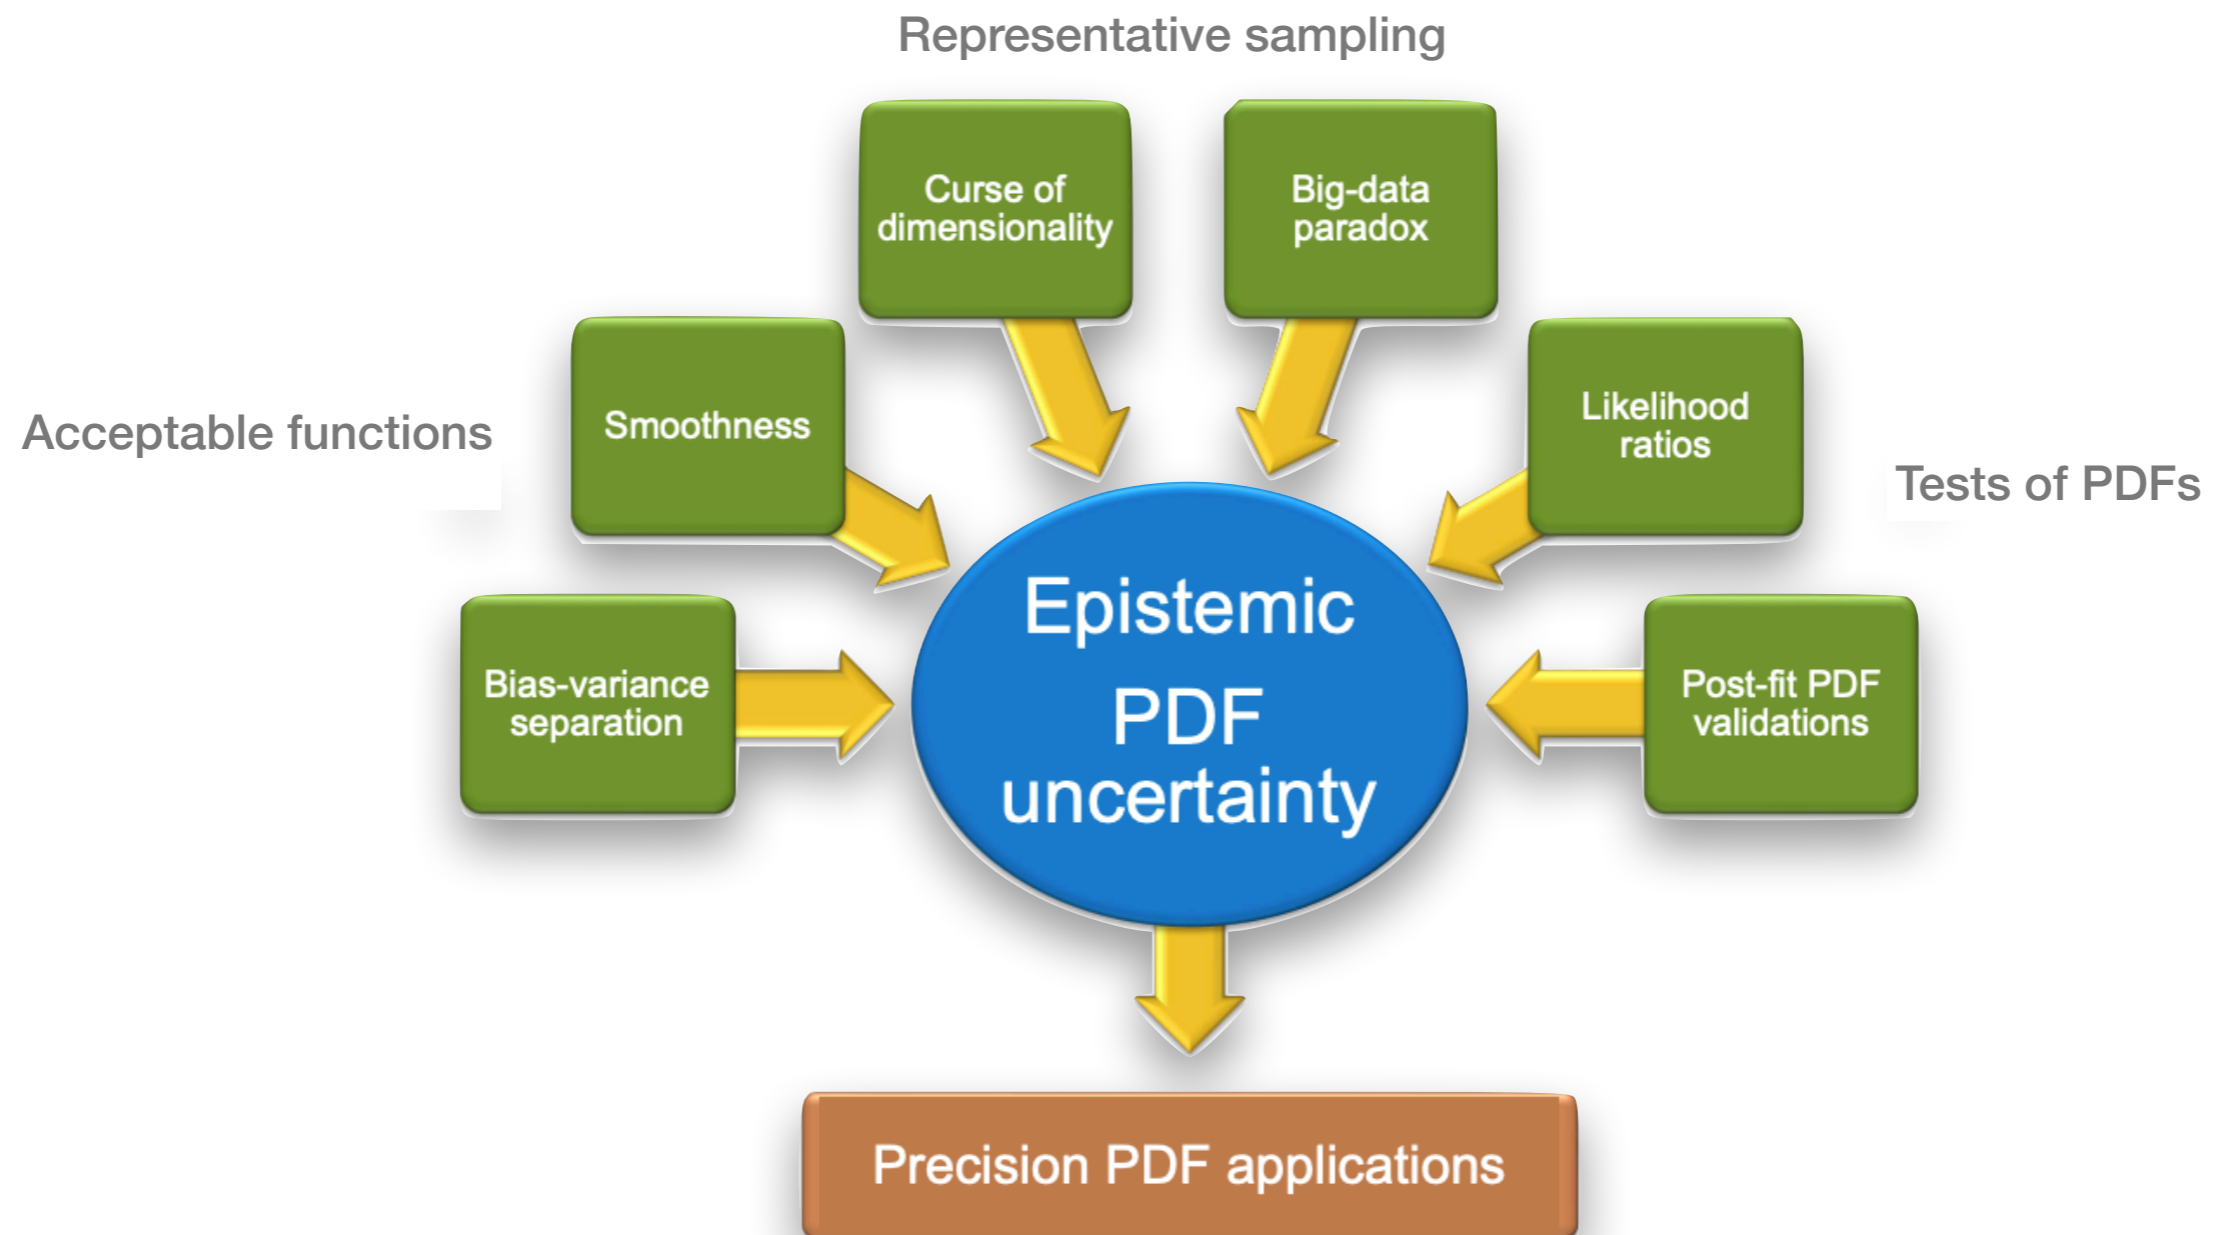 Representative sampling
Curse of
dimensionality
Big-data
paradox
Acceptable functions
Smoothness
Likelihood
ratios
Tests of PDFs
Bias-variance
separation
Epistemic
PDF
uncertainty
Post-fit PDF
validations
Precision PDF applications